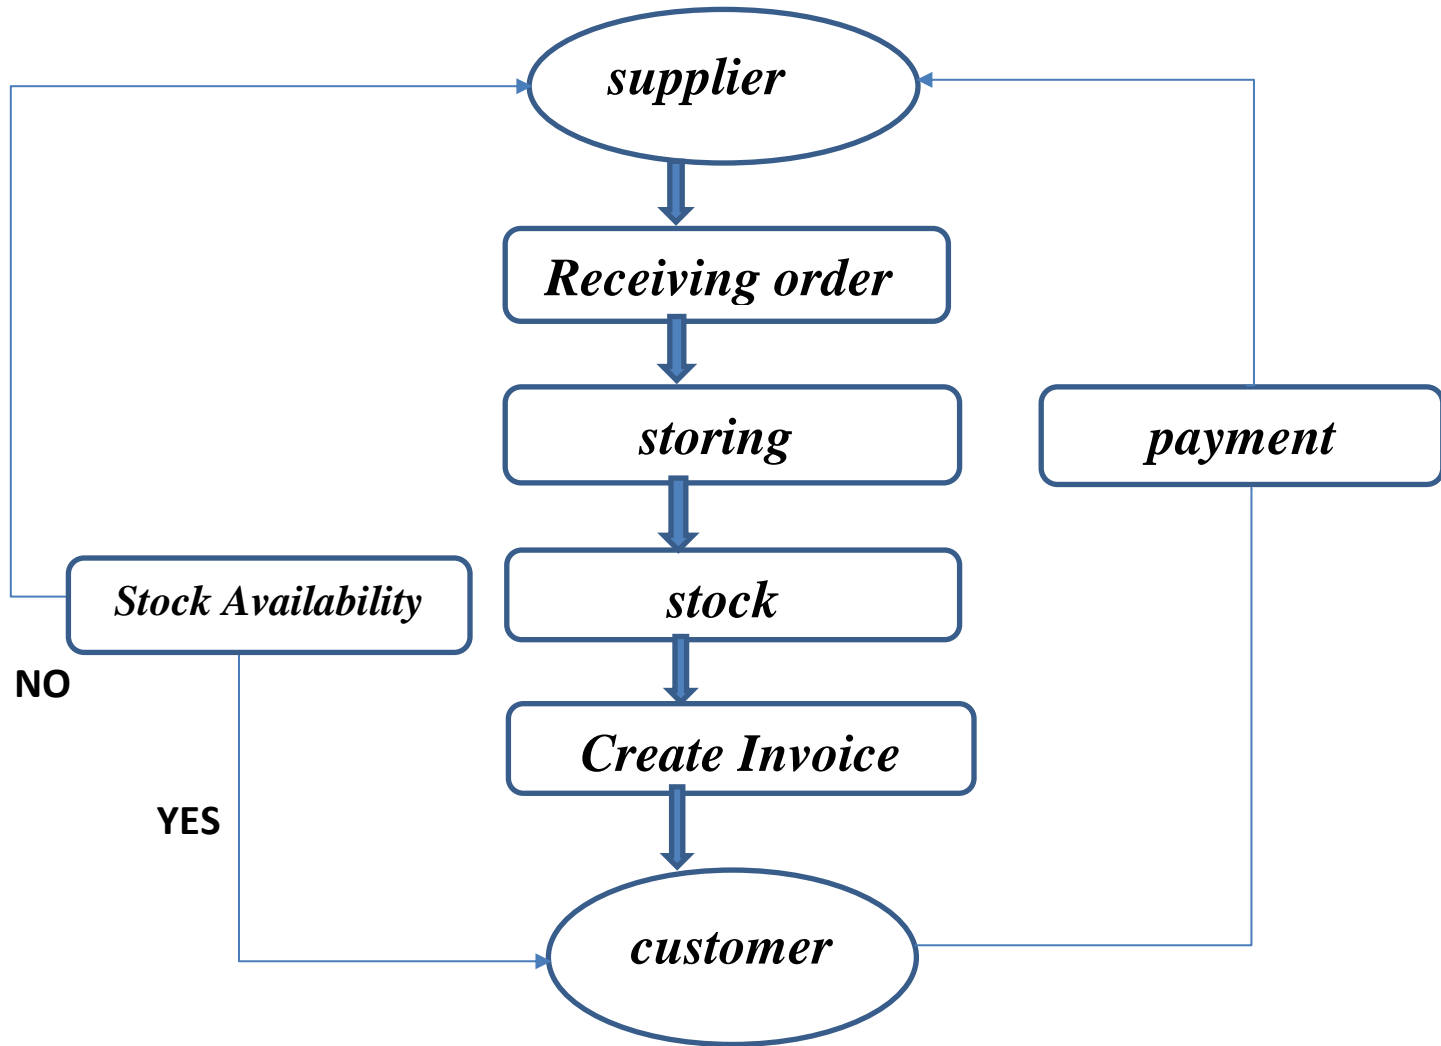 supplier
Receiving order
storing
payment
Stock Availability
stock
NO
Create Invoice
YES
customer